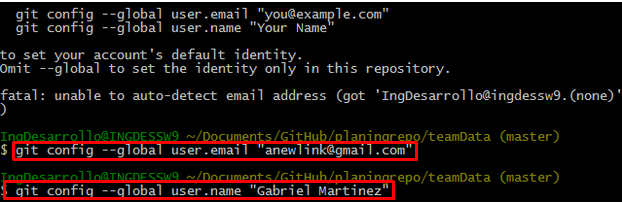 git config --global user.email "you@example.com"
git config --global user.name "Your Name"
to set your account's default identity.
Omit --global to set the identity only in this repository.
fatal: unable to auto-detect email address (got 'IngDesarrollo@ingdessw9.(none)'
)
IngDesarrollo@INGDESSW9 ~/Documents/GitHub/planingrepo/teamData (master)
$ git config --global user.email "anewlink@gmail.com"
IngDesarrollo@INGDESSW9 ~/Documents/GitHub/planingrepo/teamData (master)
$ git config --global user.name "Gabriel Martinez"